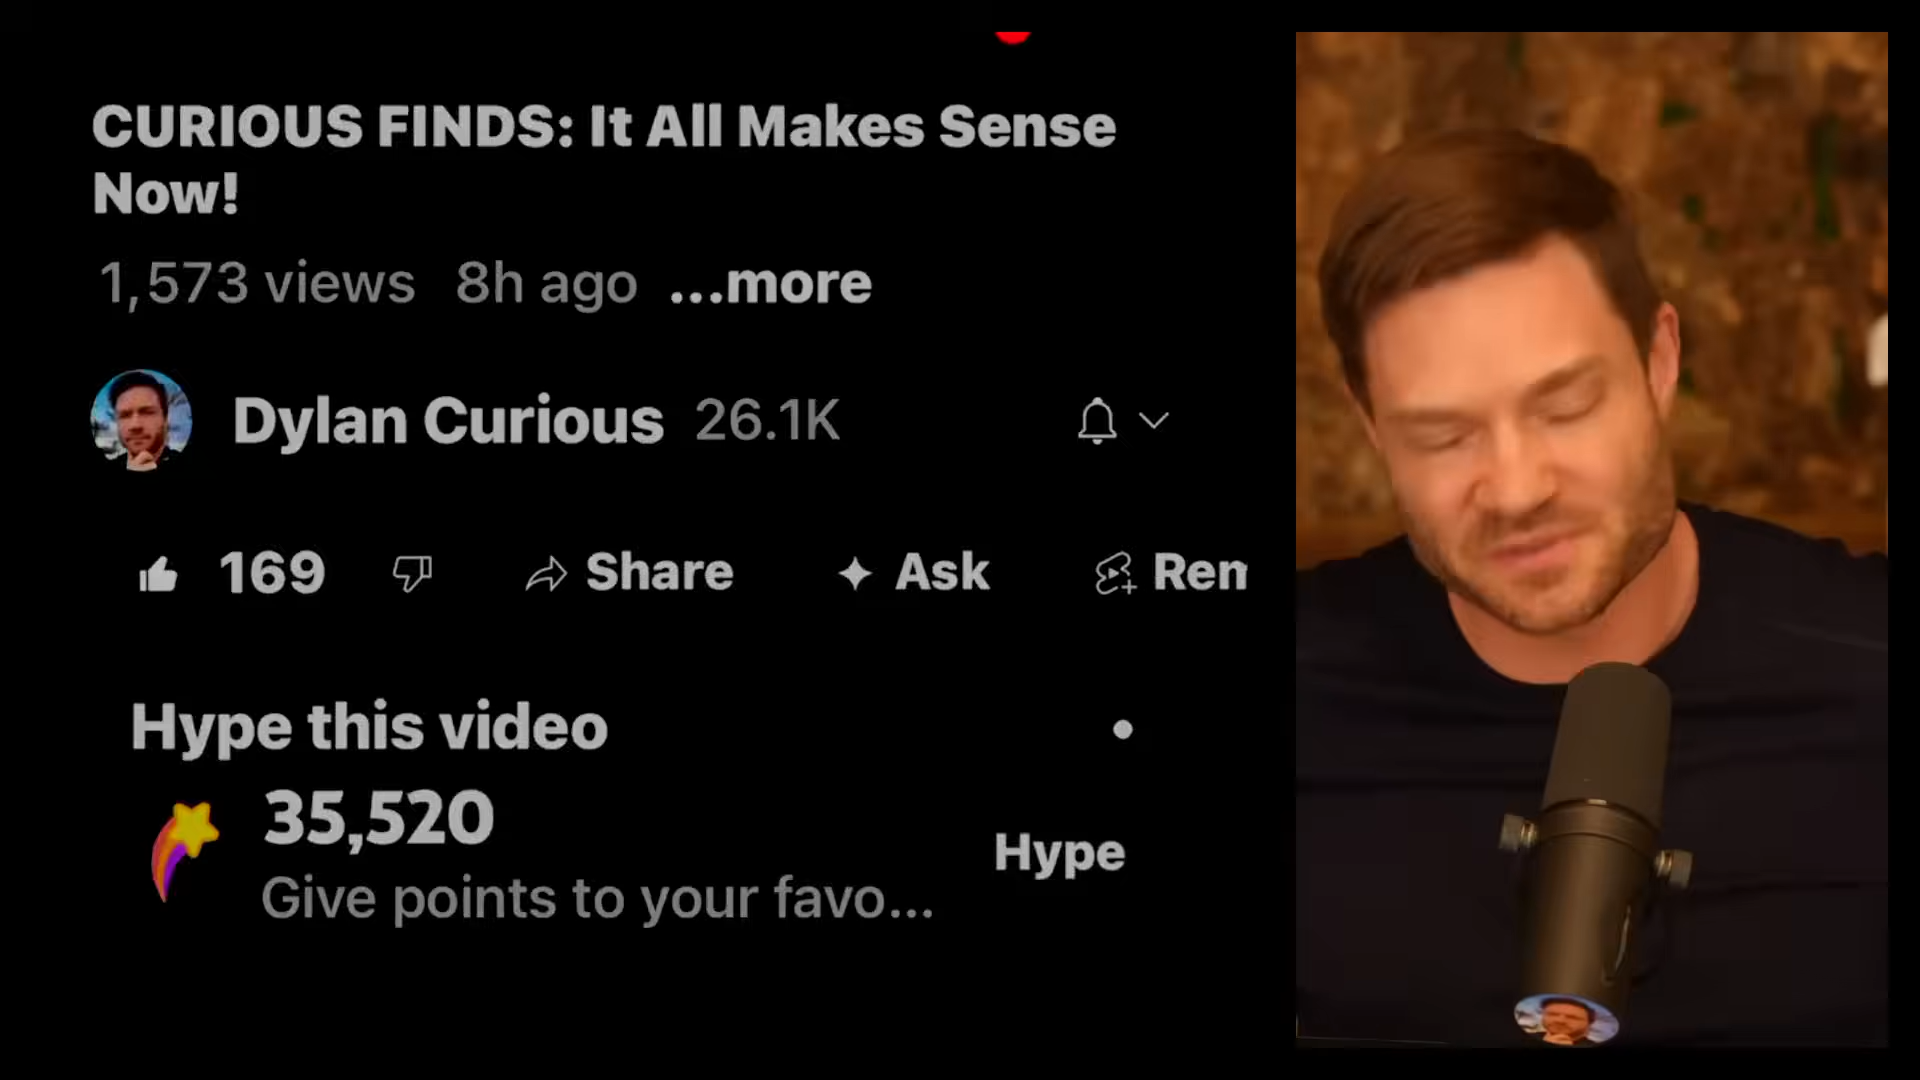 CURIOUS FINDS: It All Makes Sense
Now!
1,573 views 8h ago ...more
Dylan Curious 26.1K
169 Share Ask Ren
Hype this video
35,520
Hype
Give points to your favo...